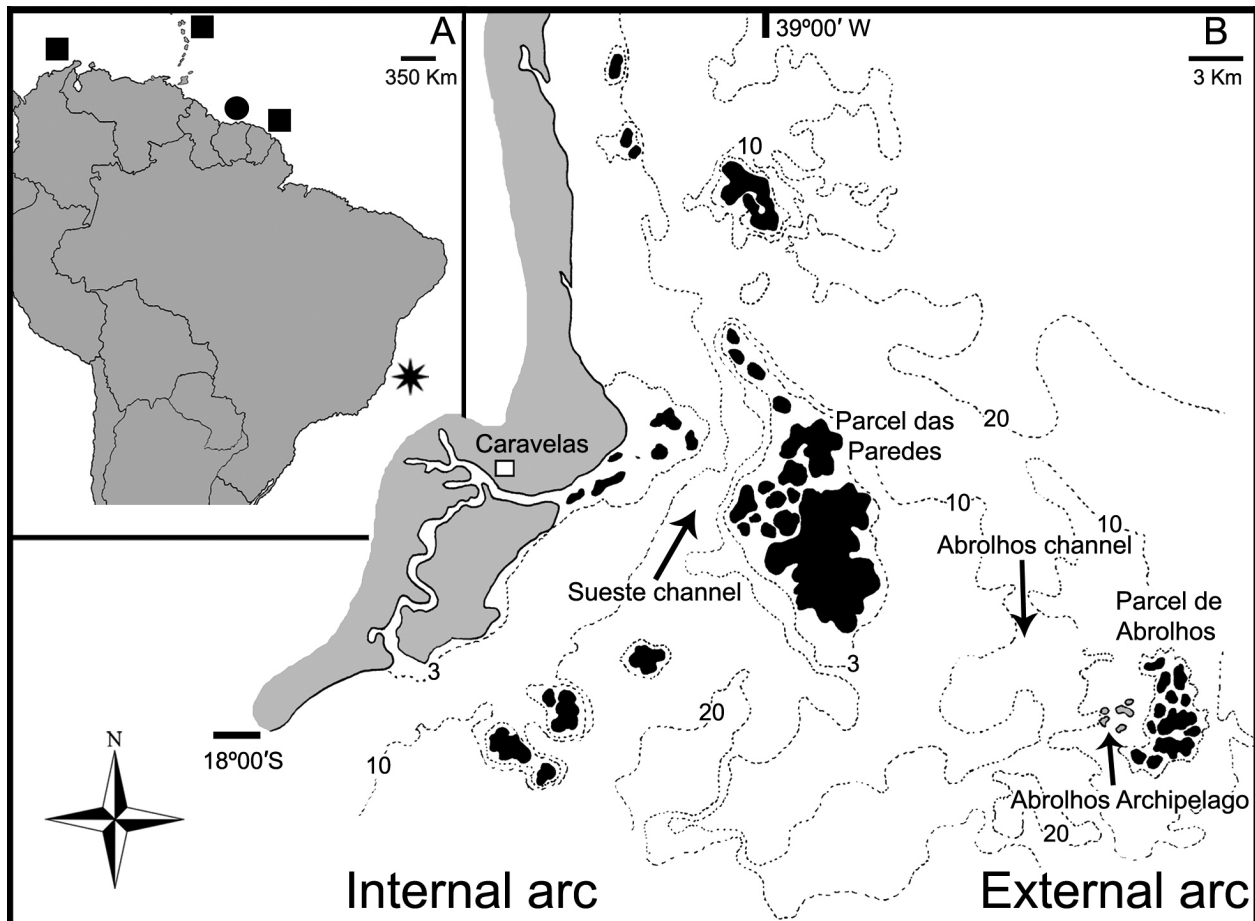 A
350 Km
39º00′ W
B
3 Km
10
20
Parcel das
Paredes
Caravelas
10
10
Abrolhos channel
Sueste channel
Parcel de
Abrolhos
3
3
20
18º00′S
10
N
Abrolhos Archipelago
20
Internal arc
External arc